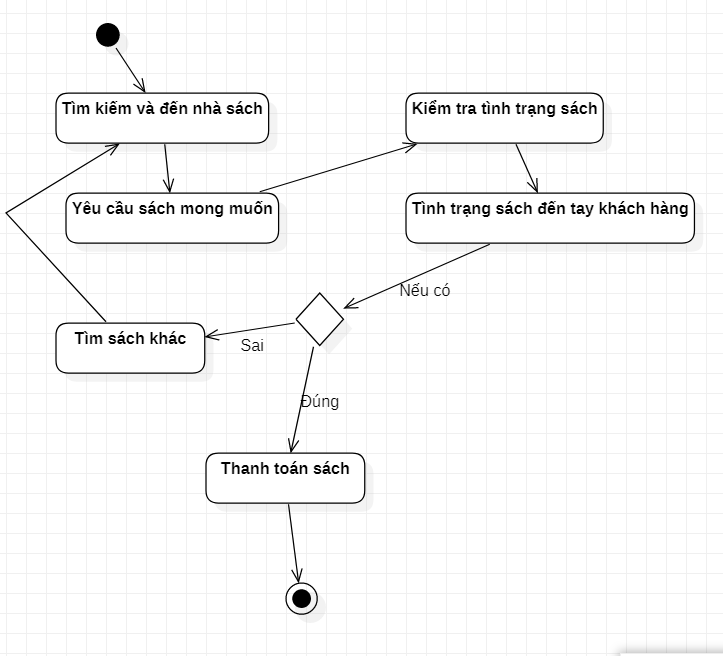 Tìm kiếm và đến nhà sách
Kiểm tra tình trạng sách
Yêu cầu sách mong muốn
Tình trạng sách đến tay khách hàng
Nếu có
Tìm sách khác
Sai
Đúng
Thanh toán sách